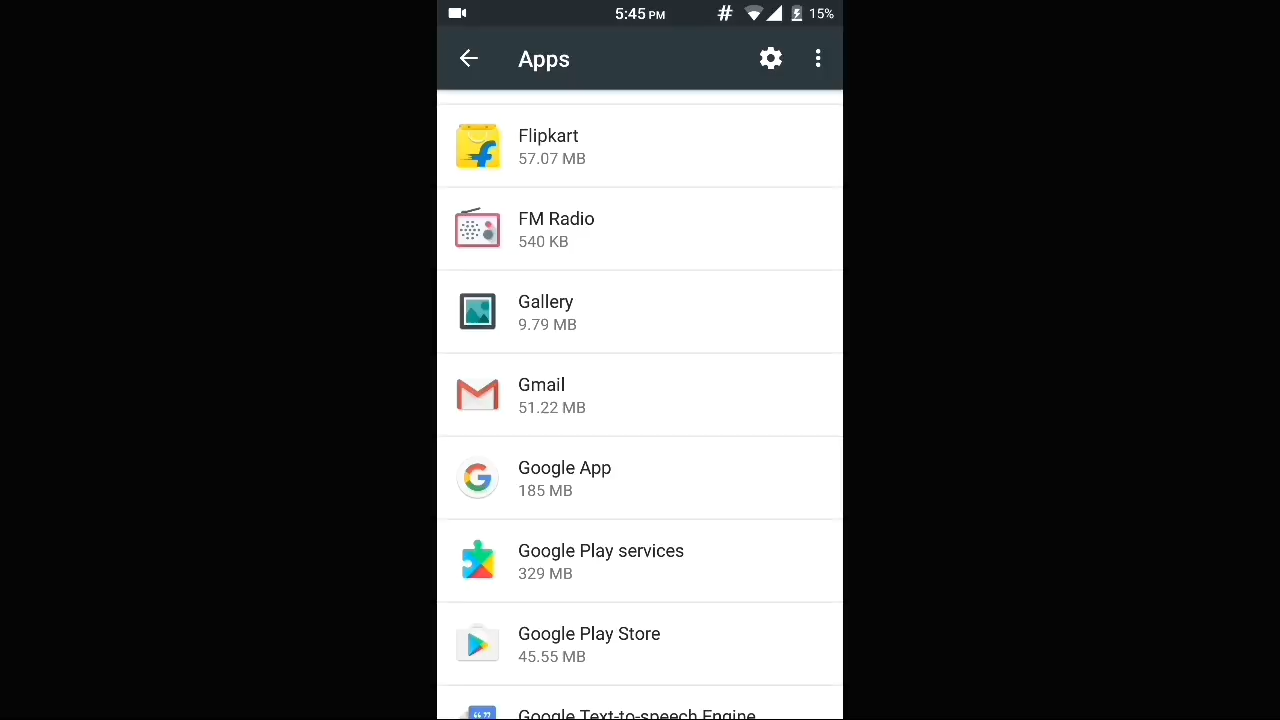 5:45 PM
15%
Apps
Flipkart
57.07 MB
FM Radio
540 KB
Gallery
9.79 MB
Gmail
51.22 MB
Google App
185 MB
Google Play services
329 MB
Google Play Store
45.55 MB
Google Text-to-speech Engine